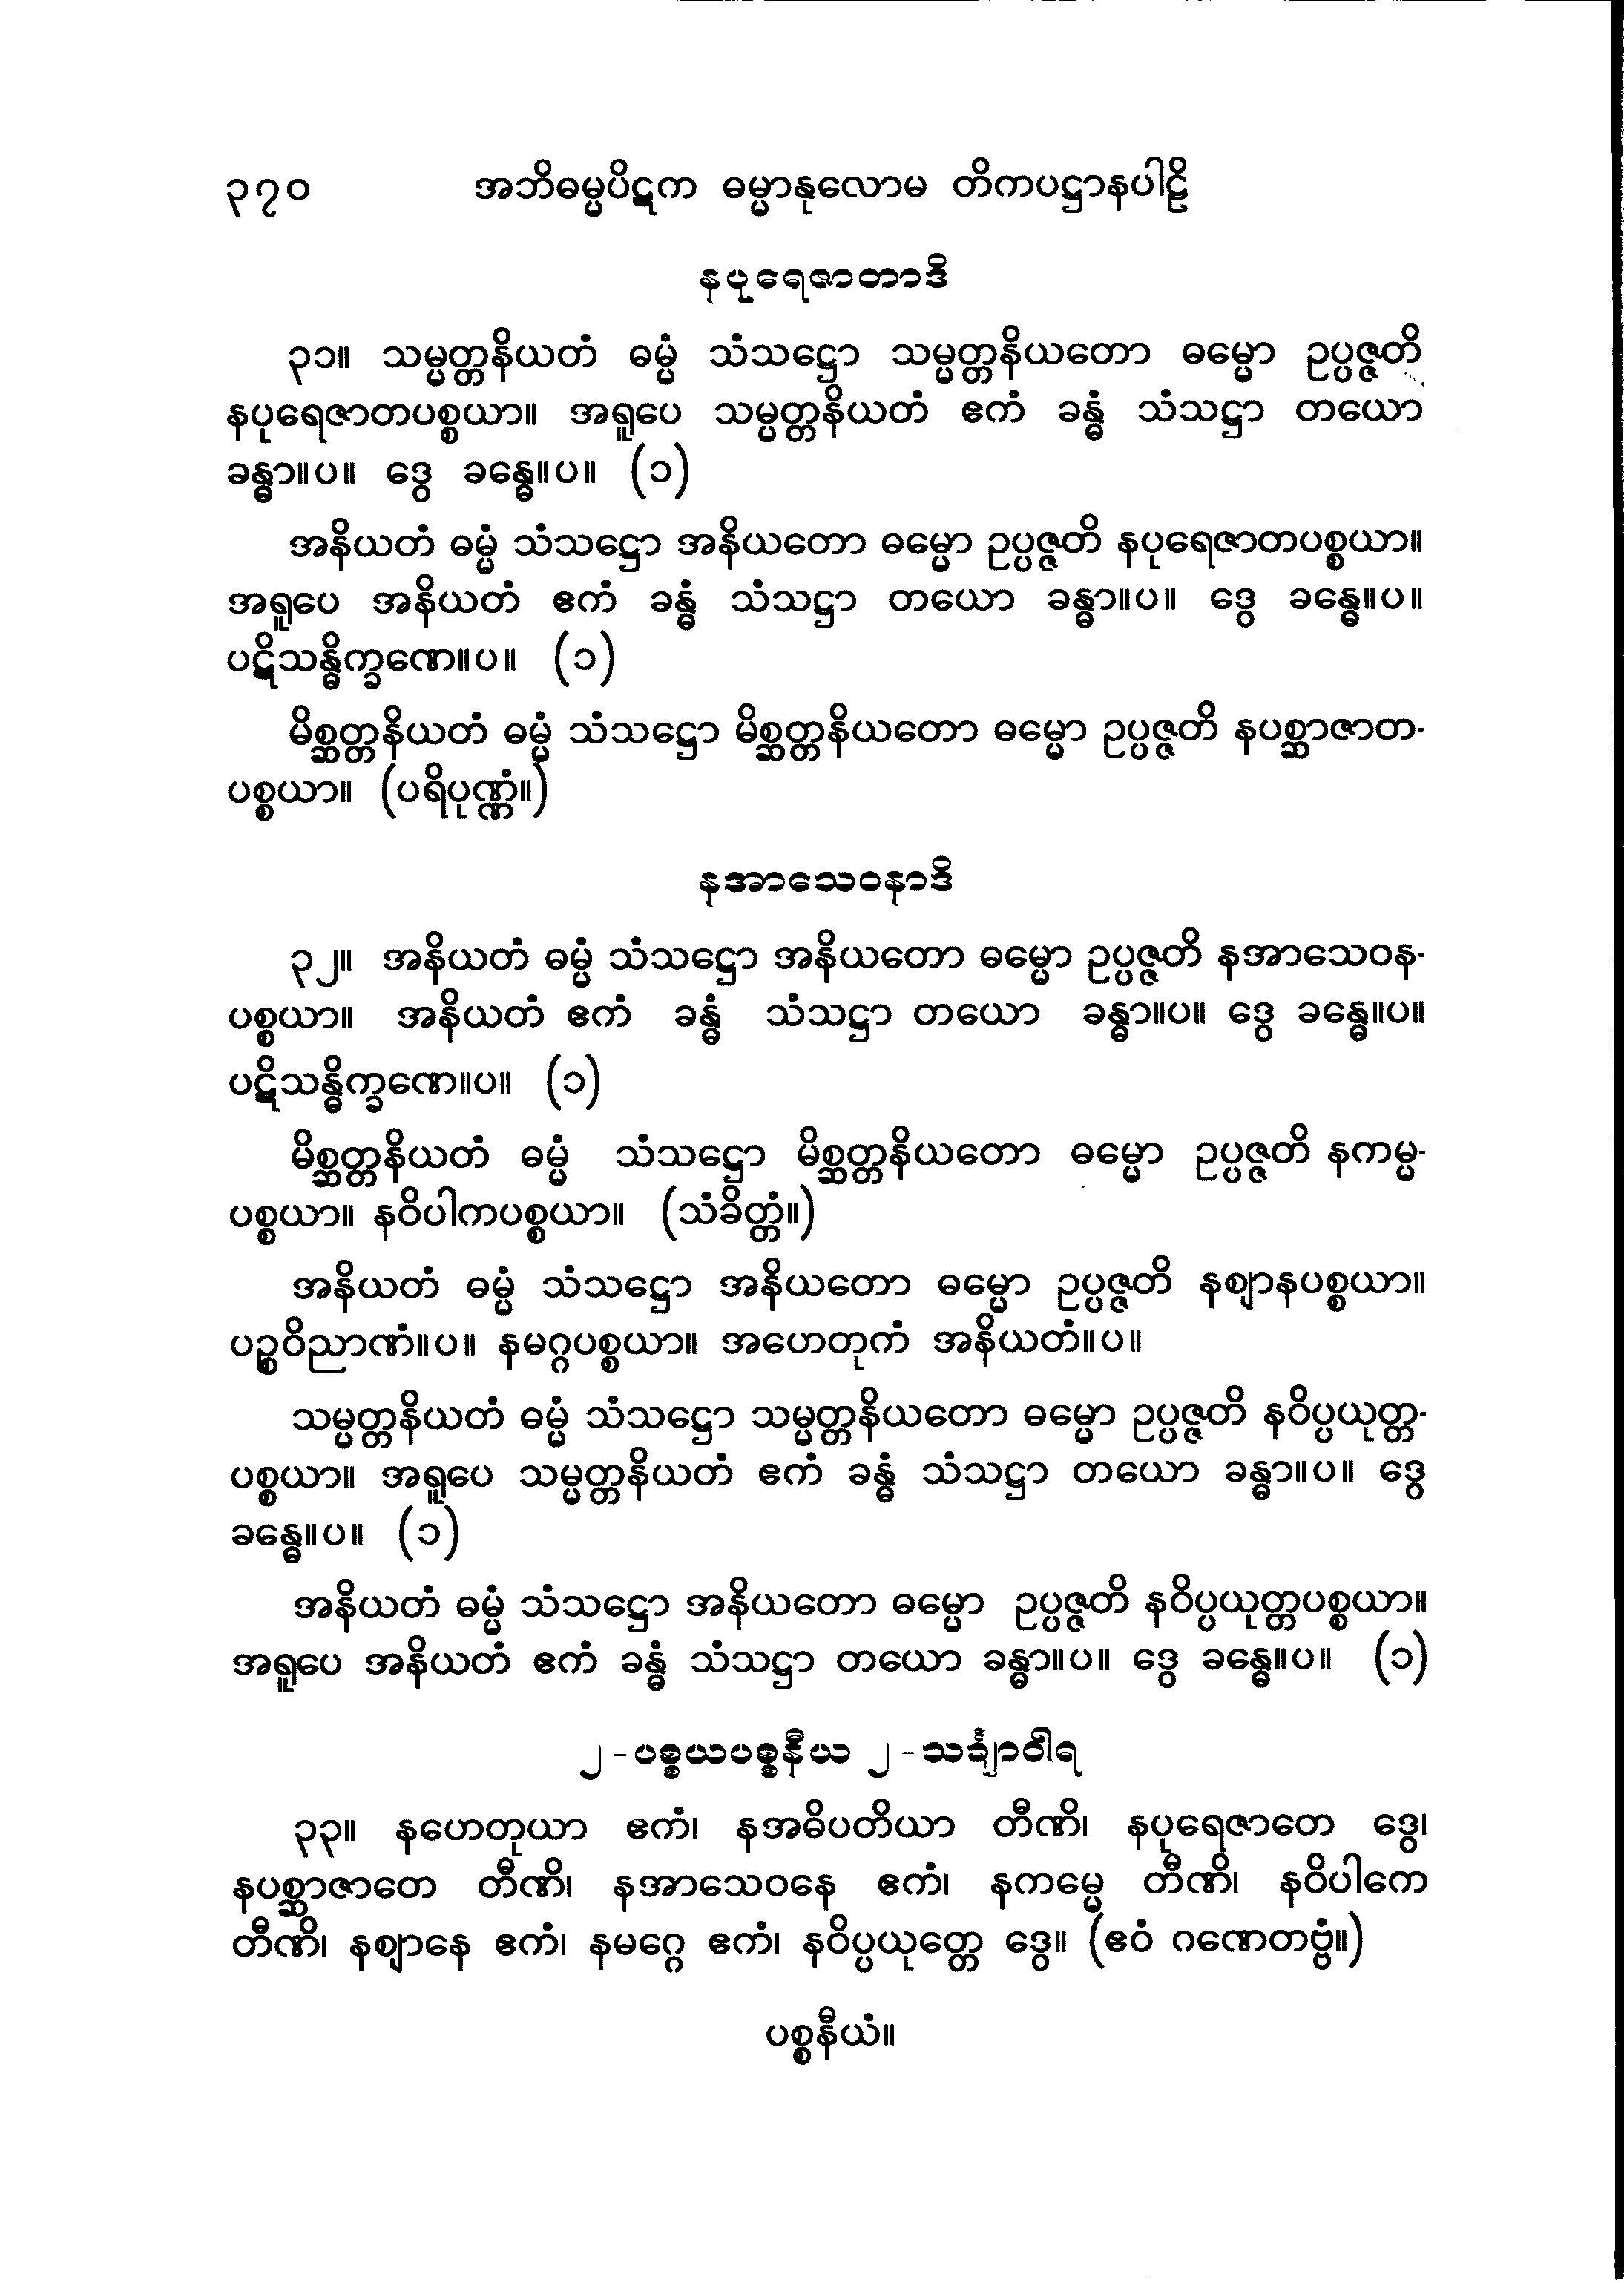 ၃၇၀ အဘိဓမ္မပိဋက ဓမ္မာနုလောမ တိကပဋ္ဌာနပါဠိ
နပုရေဇာတာဒိ
၃၁။ သမ္မတ္တနိယတံ ဓမ္မံ သံသဋ္ဌော သမ္မတ္တနိယတော ဓမ္မော ဥပ္ပဇ္ဇတိ
နပုရေဇာတပစ္စယာ။ အရူပေ သမ္မတ္တနိယတံ ဧကံ ခန္ဓံ သံသဋ္ဌာ တယော
ခန္ဓာ။ပ။ ဒွေ ခန္ဓေ။ပ။ (၁)
အနိယတံ ဓမ္မံ သံသဋ္ဌော အနိယတော ဓမ္မော ဥပ္ပဇ္ဇတိ နပုရေဇာတပစ္စယာ။
အရူပေ အနိယတံ ဧကံ ခန္ဓံ သံသဋ္ဌာ တယော ခန္ဓာ။ပ။ ဒွေ ခန္ဓေ။ပ။
ပဋိသန္ဓိက္ခဏေ။ပ။ (၁)
မိစ္ဆတ္တနိယတံ ဓမ္မံ သံသဋ္ဌော မိစ္ဆတ္တနိယတော ဓမ္မော ဥပ္ပဇ္ဇတိ နပစ္ဆာဇာတ-
ပစ္စယာ။ (ပရိပုဏ္ဏံ။)
နအာသေဝနာဒိ
၃၂။ အနိယတံ ဓမ္မံ သံသဋ္ဌော အနိယတော ဓမ္မော ဥပ္ပဇ္ဇတိ နအာသေဝန-
ပစ္စယာ။ အနိယတံ ဧကံ ခန္ဓံ သံသဋ္ဌာ တယော ခန္ဓာ။ပ။ ဒွေ ခန္ဓေ။ပ။
ပဋိသန္ဓိက္ခဏေ။ပ။ (၁)
မိစ္ဆတ္တနိယတံ ဓမ္မံ သံသဋ္ဌော မိစ္ဆတ္တနိယတော ဓမ္မော ဥပ္ပဇ္ဇတိ နကမ္မ-
ပစ္စယာ။ နဝိပါကပစ္စယာ။ (သံခိတ္တံ။)
အနိယတံ ဓမ္မံ သံသဋ္ဌော အနိယတော ဓမ္မော ဥပ္ပဇ္ဇတိ နဈာနပစ္စယာ။
ပဉ္စဝိညာဏံ။ပ။ နမဂ္ဂပစ္စယာ။ အဟေတုကံ အနိယတံ။ပ။
သမ္မတ္တနိယတံ ဓမ္မံ သံသဋ္ဌော သမ္မတ္တနိယတော ဓမ္မော ဥပ္ပဇ္ဇတိ နဝိပ္ပယုတ္တ-
ပစ္စယာ။ အရူပေ သမ္မတ္တနိယတံ ဧကံ ခန္ဓံ သံသဋ္ဌာ တယော ခန္ဓာ။ပ။ ဒွေ
ခန္ဓေ။ပ။ (၁)
အနိယတံ ဓမ္မံ သံသဋ္ဌော အနိယတော ဓမ္မော ဥပ္ပဇ္ဇတိ နဝိပ္ပယုတ္တပစ္စယာ။
အရူပေ အနိယတံ ဧကံ ခန္ဓံ သံသဋ္ဌာ တယော ခန္ဓာ။ပ။ ဒွေ ခန္ဓေ။ပ။ (၁)
၂-ပစ္စယပစ္စနီယ ၂-သင်္ချာဝါရ
၃၃။ နဟေတုယာ ဧကံ၊ နအဓိပတိယာ တီဏိ၊ နပုရေဇာတေ ဒွေ၊
နပစ္ဆာဇာတေ တီဏိ၊ နအာသေဝနေ ဧကံ၊ နကမ္မေ တီဏိ၊ နဝိပါကေ
တီဏိ၊ နဈာနေ ဧကံ၊ နမဂ္ဂေ ဧကံ၊ နဝိပ္ပယုတ္တေ ဒွေ။ (ဧဝံ ဂဏေတဗ္ဗံ။)
ပစ္စနီယံ။